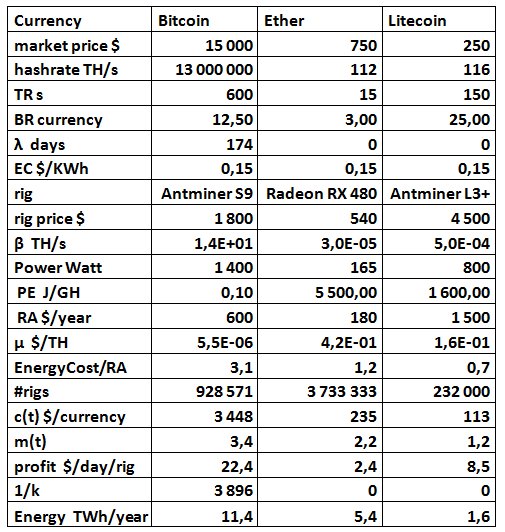 Currency Bitcoin Ether Litecoin
market price $ 15 000 750 250
hashrate TH/s 13 000 000 112 116
TR s 600 15 150
BR currency 12,50 3,00 25,00
λ days 174 0 0
EC $/KWh 0,15 0,15 0,15
rig Antminer S9 Radeon RX 480 Antminer L3+
rig price $ 1 800 540 4 500
β TH/s 1,4E+01 3,0E-05 5,0E-04
Power Watt 1 400 165 800
PE J/GH 0,10 5 500,00 1 600,00
RA $/year 600 180 1 500
μ $/TH 5,5E-06 4,2E-01 1,6E-01
EnergyCost/RA 3,1 1,2 0,7
#rigs 928 571 3 733 333 232 000
c(t) $/currency 3 448 235 113
m(t) 3,4 2,2 1,2
profit $/day/rig 22,4 2,4 8,5
1/k 3 896 0 0
Energy TWh/year 11,4 5,4 1,6